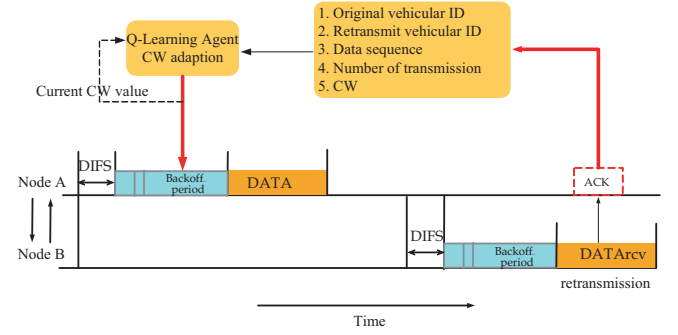 Q-Learning Agent
CW adaption
1. Original vehicular ID
2. Retransmit vehicular ID
3. Data sequence
4. Number of transmission
5. CW
Current CW value
DIFS
Node A
Backoff.
period
DATA
ACK
Node B
DIFS
Backoff.
period
DATArcv
retransmission
Time